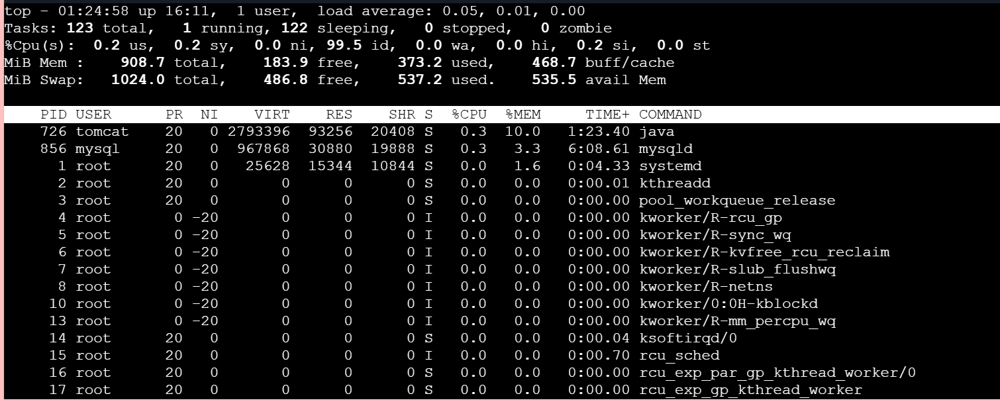 top - 01:24:58 up 16:11,  1 user,  load average: 0.05, 0.01, 0.00
Tasks: 123 total,   1 running, 122 sleeping,   0 stopped,   0 zombie
%Cpu(s):  0.2 us,  0.2 sy,  0.0 ni, 99.5 id,  0.0 wa,  0.0 hi,  0.2 si,  0.0 st
MiB Mem :    908.7 total,    183.9 free,    373.2 used,    468.7 buff/cache
MiB Swap:   1024.0 total,    486.8 free,    537.2 used.    535.5 avail Mem
    PID USER      PR  NI    VIRT    RES    SHR S  %CPU  %MEM     TIME+ COMMAND
    726 tomcat    20   0 2793396  93256  20408 S   0.3  10.0   1:23.40 java
    856 mysql     20   0  967868  30880  19888 S   0.3   3.3   6:08.61 mysqld
      1 root      20   0   25628  15344  10844 S   0.0   1.6   0:04.33 systemd
      2 root      20   0       0      0      0 S   0.0   0.0   0:00.01 kthreadd
      3 root      20   0       0      0      0 S   0.0   0.0   0:00.00 pool_workqueue_release
      4 root       0 -20       0      0      0 I   0.0   0.0   0:00.00 kworker/R-rcu_gp
      5 root       0 -20       0      0      0 I   0.0   0.0   0:00.00 kworker/R-sync_wq
      6 root       0 -20       0      0      0 I   0.0   0.0   0:00.00 kworker/R-kvfree_rcu_reclaim
      7 root       0 -20       0      0      0 I   0.0   0.0   0:00.00 kworker/R-slub_flushwq
      8 root       0 -20       0      0      0 I   0.0   0.0   0:00.00 kworker/R-netns
     10 root       0 -20       0      0      0 I   0.0   0.0   0:00.00 kworker/0:0H-kblockd
     13 root       0 -20       0      0      0 I   0.0   0.0   0:00.00 kworker/R-mm_percpu_wq
     14 root      20   0       0      0      0 S   0.0   0.0   0:00.04 ksoftirqd/0
     15 root      20   0       0      0      0 I   0.0   0.0   0:00.70 rcu_sched
     16 root      20   0       0      0      0 S   0.0   0.0   0:00.00 rcu_exp_par_gp_kthread_worker/0
     17 root      20   0       0      0      0 S   0.0   0.0   0:00.00 rcu_exp_gp_kthread_worker